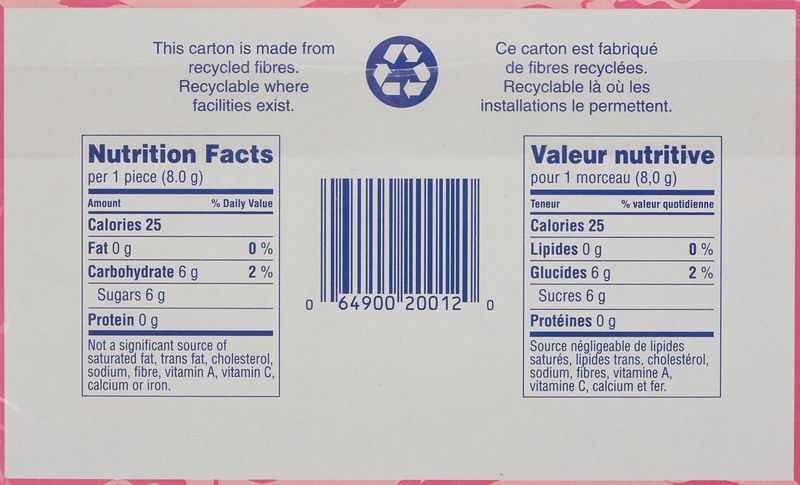 This carton is made from
recycled fibres.
Recyclable where
facilities exist.
Ce carton est fabriqué
de fibres recyclées.
Recyclable là où les
installations le permettent.
Nutrition Facts
per 1 piece (8.0 g)
Amount % Daily Value
Calories 25
Fat 0 g 0 %
Carbohydrate 6 g 2 %
Sugars 6 g
Protein 0 g
Not a significant source of
saturated fat, trans fat, cholesterol,
sodium, fibre, vitamin A, vitamin C,
calcium or iron.
0 64900 20012 0
Valeur nutritive
pour 1 morceau (8,0 g)
Teneur % valeur quotidienne
Calories 25
Lipides 0 g 0 %
Glucides 6 g 2 %
Sucres 6 g
Protéines 0 g
Source négligeable de lipides
saturés, lipides trans, cholestérol,
sodium, fibres, vitamine A,
vitamine C, calcium et fer.